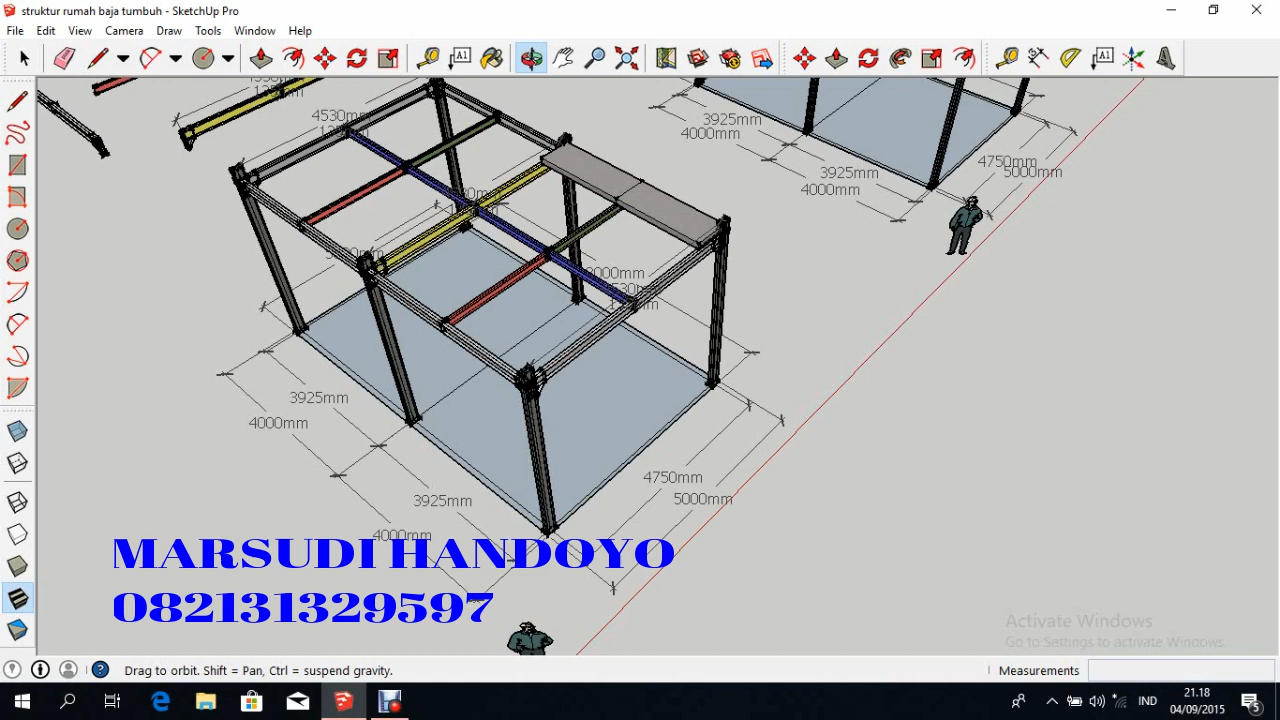 struktur rumah baja tumbuh - SketchUp Pro
File Edit View Camera Draw Tools Window Help
4530mm
3925mm
4000mm
3925mm
4000mm
4750mm
5000mm
3925mm
4000mm
3925mm
4000mm
4750mm
5000mm
MARSUDI HANDOYO
082131329597
Activate Windows
Go to Settings to activate Windows.
Drag to orbit. Shift = Pan, Ctrl = suspend gravity.
Measurements
IND
21.18
04/09/2015
5